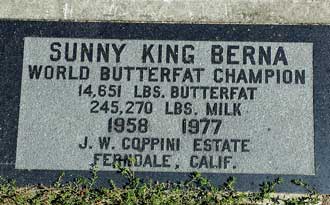 SUNNY KING BERNA
WORLD BUTTERFAT CHAMPION
14,651 LBS. BUTTERFAT
245,270 LBS. MILK
1958 1977
J. W. COPPINI ESTATE
FERNDALE, CALIF.